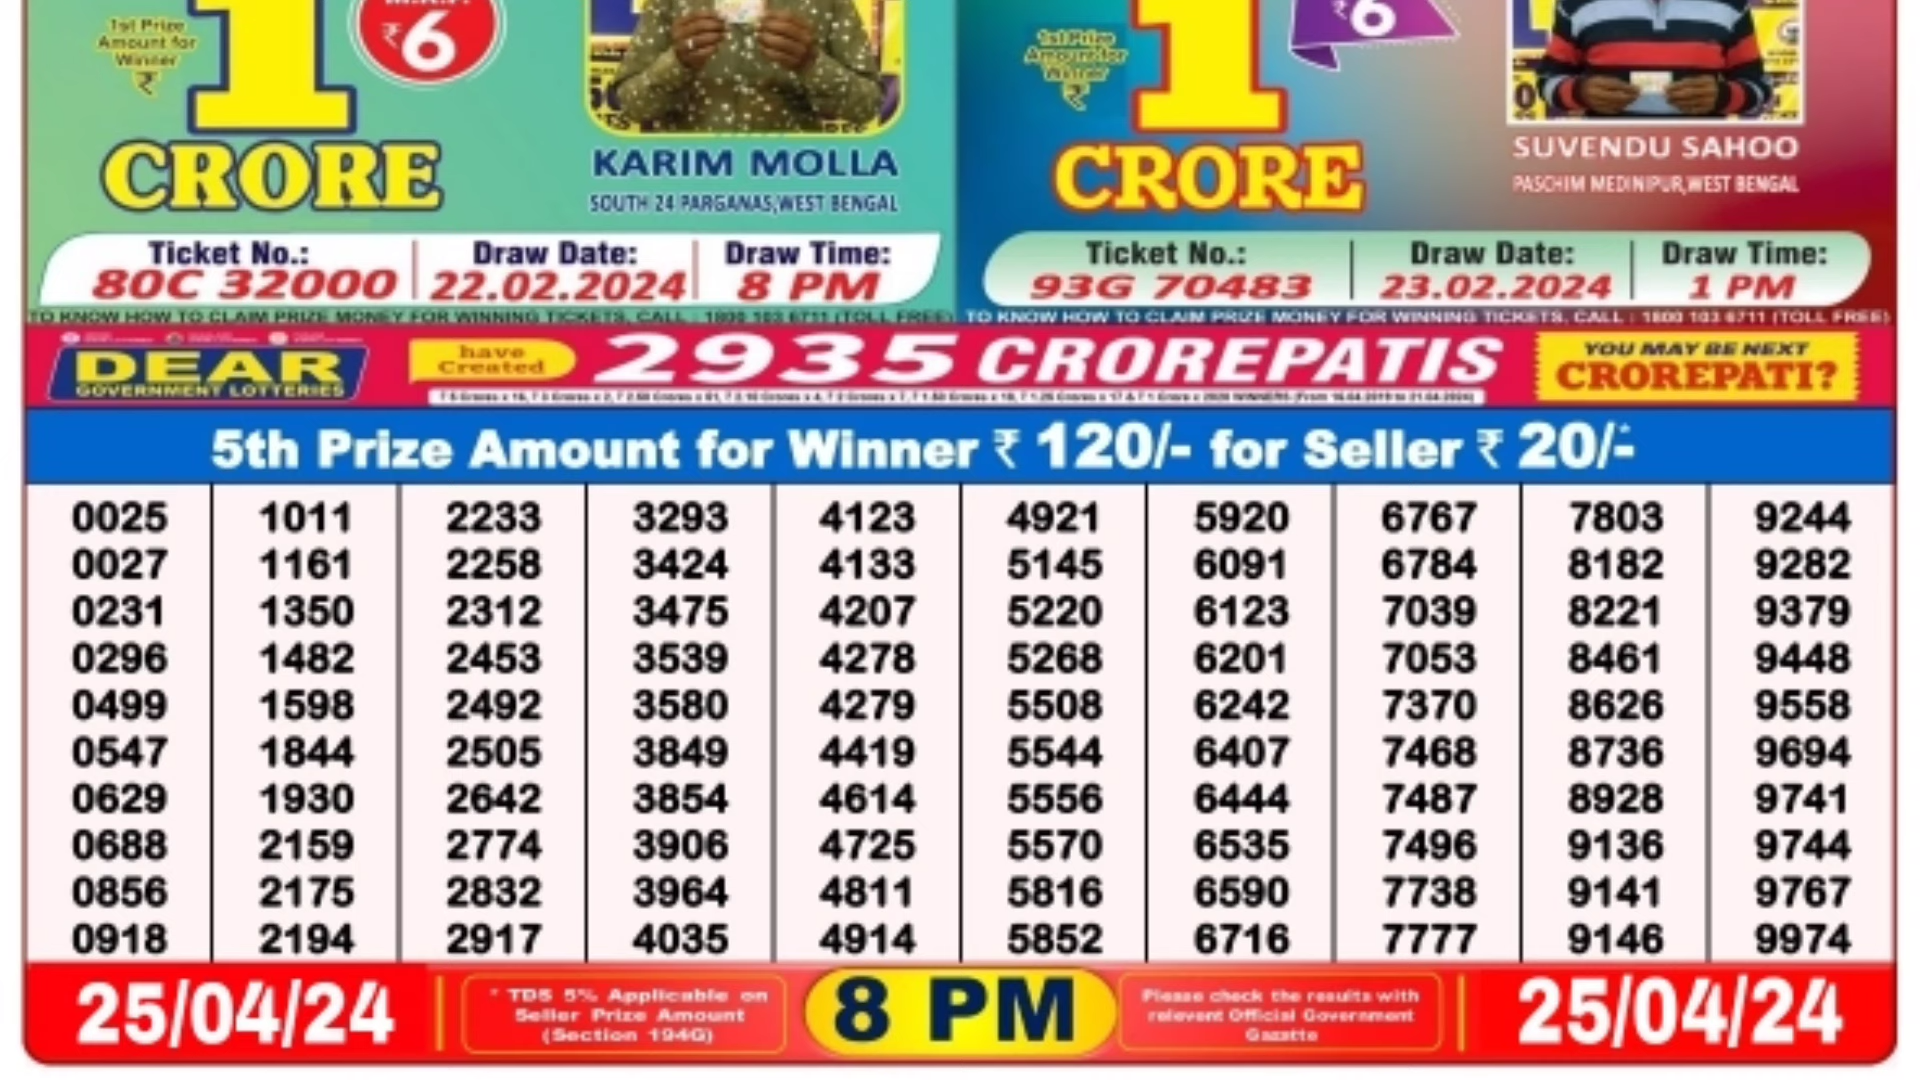 1st Prize
Amount for
Winner
₹
1
CRORE
₹6
KARIM MOLLA
SOUTH 24 PARGANAS,WEST BENGAL
Ticket No.: Draw Date: Draw Time:
80C 32000 22.02.2024 8 PM
TO KNOW HOW TO CLAIM PRIZE MONEY FOR WINNING TICKETS, CALL : 1800 103 6711 (TOLL FREE)
1st Prize
Amount for
Winner
₹
1
CRORE
₹6
SUVENDU SAHOO
PASCHIM MEDINIPUR,WEST BENGAL
Ticket No.: Draw Date: Draw Time:
93G 70483 23.02.2024 1 PM
TO KNOW HOW TO CLAIM PRIZE MONEY FOR WINNING TICKETS, CALL : 1800 103 6711 (TOLL FREE)
DEAR
GOVERNMENT LOTTERIES
have
Created
2935 CROREPATIS
YOU MAY BE NEXT
CROREPATI?
5th Prize Amount for Winner ₹ 120/- for Seller ₹ 20/-*
0025 1011 2233 3293 4123 4921 5920 6767 7803 9244
0027 1161 2258 3424 4133 5145 6091 6784 8182 9282
0231 1350 2312 3475 4207 5220 6123 7039 8221 9379
0296 1482 2453 3539 4278 5268 6201 7053 8461 9448
0499 1598 2492 3580 4279 5508 6242 7370 8626 9558
0547 1844 2505 3849 4419 5544 6407 7468 8736 9694
0629 1930 2642 3854 4614 5556 6444 7487 8928 9741
0688 2159 2774 3906 4725 5570 6535 7496 9136 9744
0856 2175 2832 3964 4811 5816 6590 7738 9141 9767
0918 2194 2917 4035 4914 5852 6716 7777 9146 9974
25/04/24
* TDS 5% Applicable on
Seller Prize Amount
(Section 194G)
8 PM
Please check the results with
relevent Official Government
Gazatte
25/04/24